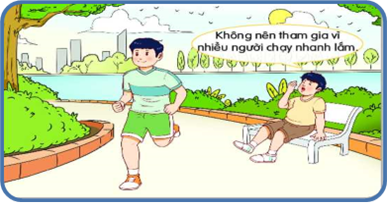 Không nên tham gia vì
nhiều người chạy nhanh lắm.